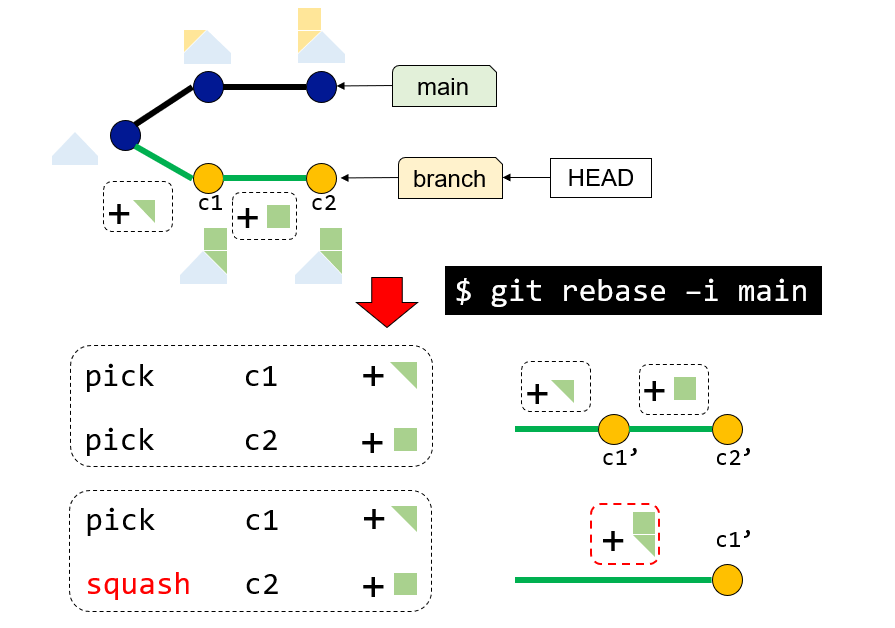 main
branch
HEAD
c1
c2
+
+
$ git rebase –i main
pick c1 +
pick c2 +
+
+
c1’
c2’
pick c1 +
squash c2 +
+
c1’